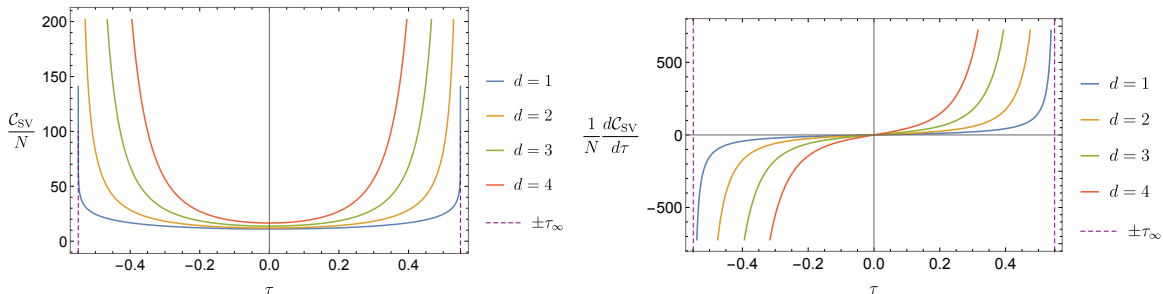 200
150
100
50
0
C_SV/N
-0.4 -0.2 0.0 0.2 0.4
τ
d = 1
d = 2
d = 3
d = 4
±τ∞
500
0
-500
1/N dC_SV/dτ
-0.4 -0.2 0.0 0.2 0.4
τ
d = 1
d = 2
d = 3
d = 4
±τ∞